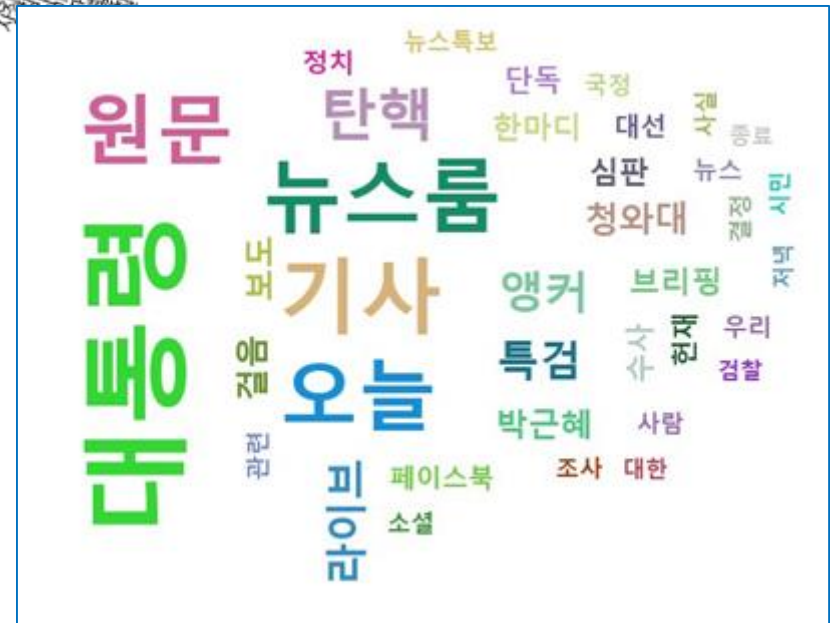 뉴스특보
정치
단독
국정
원문
탄핵
한마디
대선
사실
종료
뉴스룸
심판
뉴스
시민
청와대
결정
대통령
보도
기사
앵커
브리핑
저녁
걸음
오늘
특검
수사
헌재
우리
검찰
박근혜
사람
관련
라이브
페이스북
조사
대한
소셜